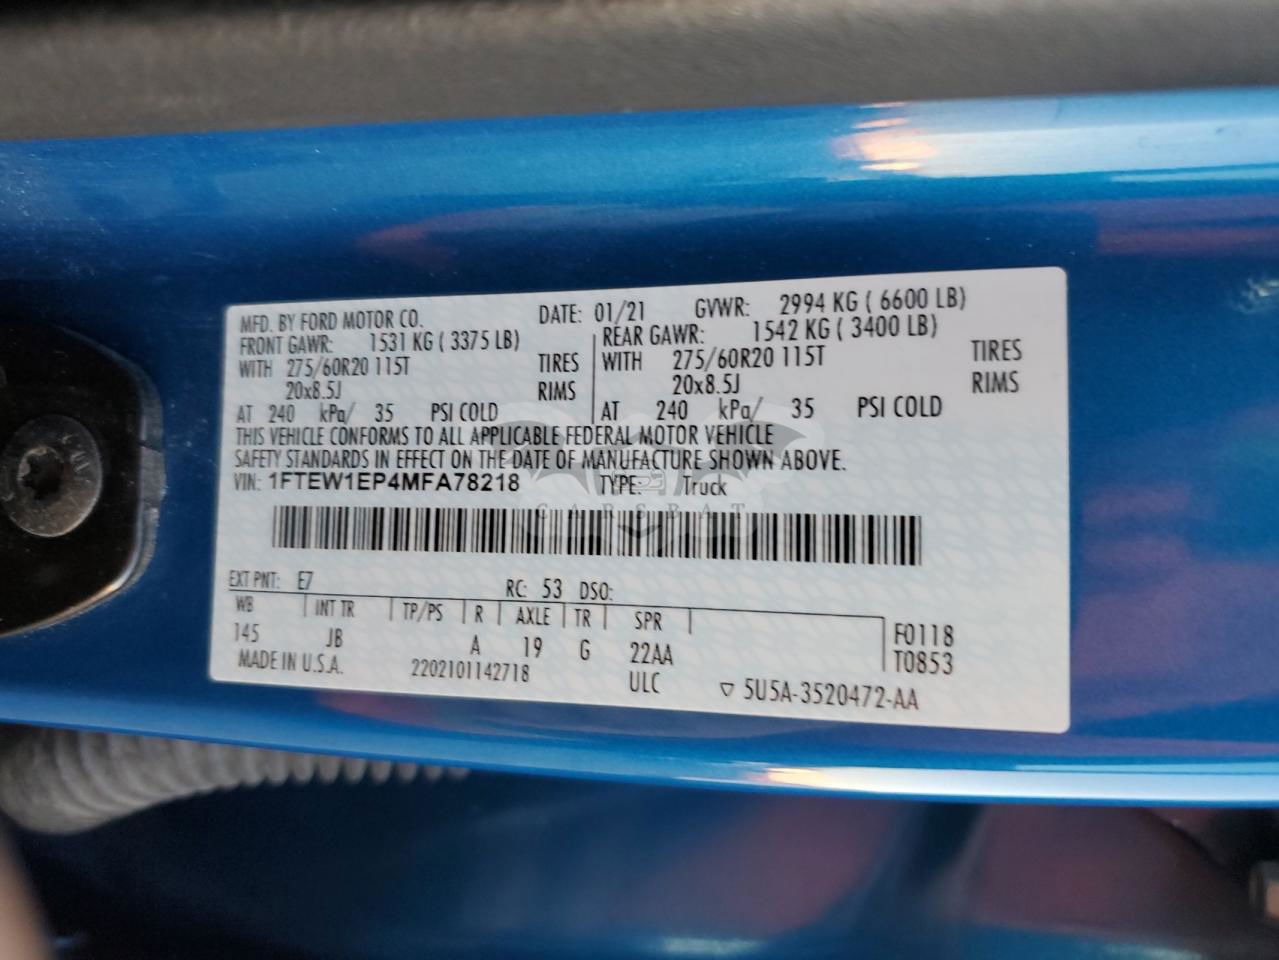 MFD. BY FORD MOTOR CO. DATE: 01/21 GVWR: 2994 KG ( 6600 LB)
FRONT GAWR: 1531 KG ( 3375 LB) REAR GAWR: 1542 KG ( 3400 LB)
WITH 275/60R20 115T TIRES WITH 275/60R20 115T TIRES
20x8.5J RIMS 20x8.5J RIMS
AT 240 kPa/ 35 PSI COLD AT 240 kPa/ 35 PSI COLD
THIS VEHICLE CONFORMS TO ALL APPLICABLE FEDERAL MOTOR VEHICLE
SAFETY STANDARDS IN EFFECT ON THE DATE OF MANUFACTURE SHOWN ABOVE.
VIN: 1FTEW1EP4MFA78218 TYPE: Truck
CARSBAT
EXT PNT: E7 RC: 53 DSO:
WB INT TR TP/PS R AXLE TR SPR F0118
145 JB A 19 G 22AA T0853
MADE IN U.S.A. 2202101142718 ULC ▽ 5U5A-3520472-AA